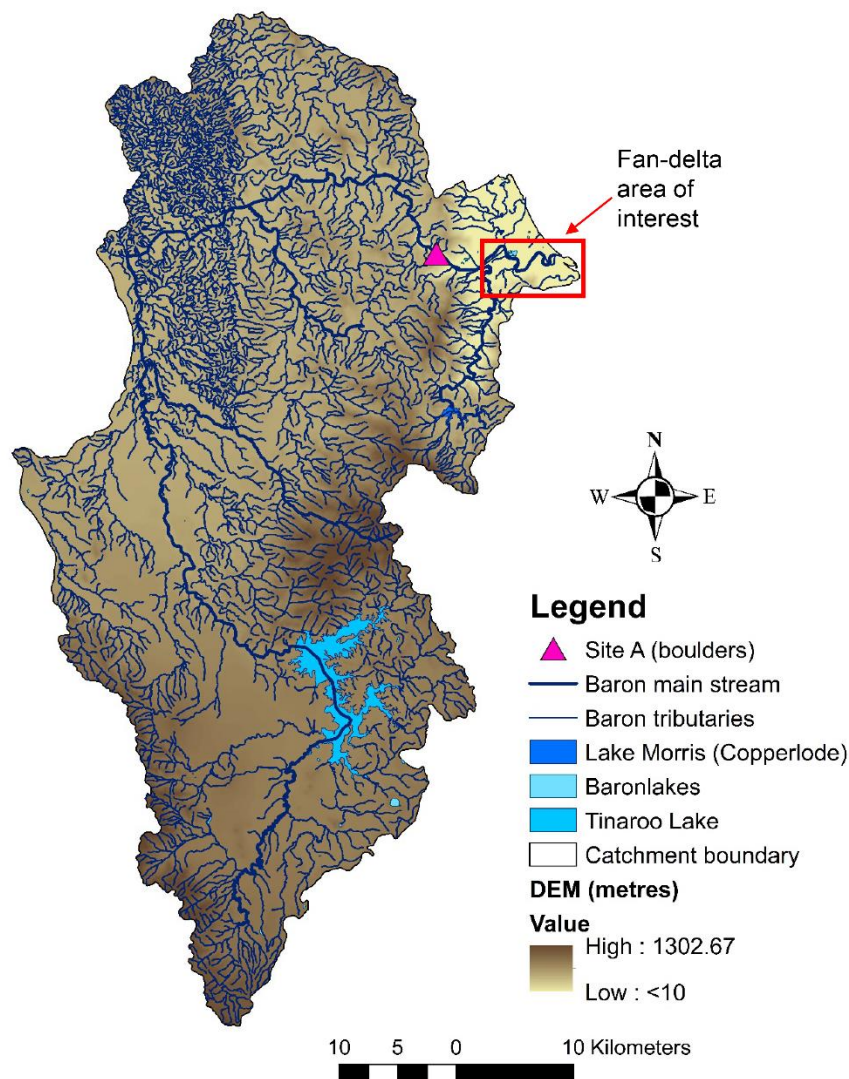 Fan-delta
area of
interest
N
W E
S
Legend
Site A (boulders)
Baron main stream
Baron tributaries
Lake Morris (Copperlode)
Baronlakes
Tinaroo Lake
Catchment boundary
DEM (metres)
Value
High : 1302.67
Low : <10
10 5 0 10 Kilometers